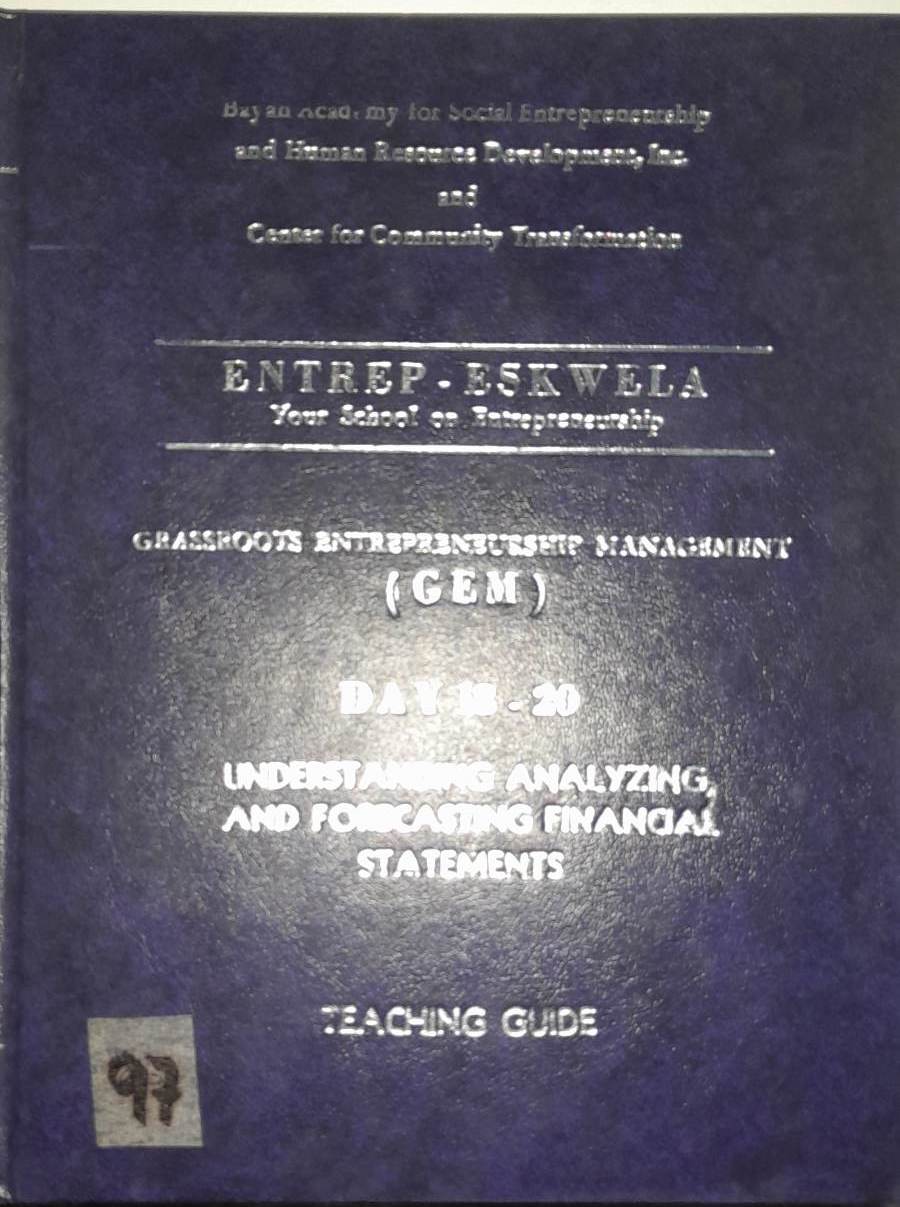 Bayan Academy for Social Entrepreneurship
and Human Resource Development, Inc.
and
Center for Community Transformation
ENTREP - ESKWELA
Your School on Entrepreneurship
GRASSROOTS ENTREPRENEURSHIP MANAGEMENT
(GEM)
DAY - 20
UNDERSTANDING ANALYZING,
AND FORECASTING FINANCIAL
STATEMENTS
TEACHING GUIDE
97